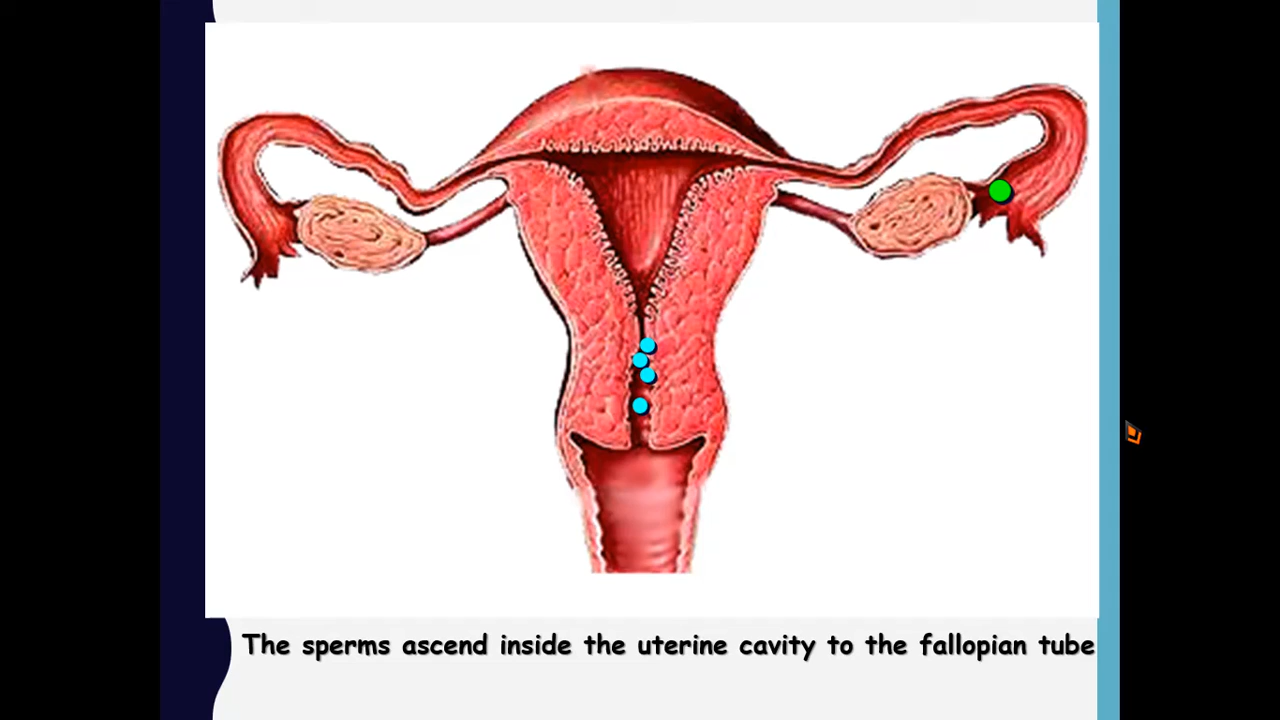 The sperms ascend inside the uterine cavity to the fallopian tube